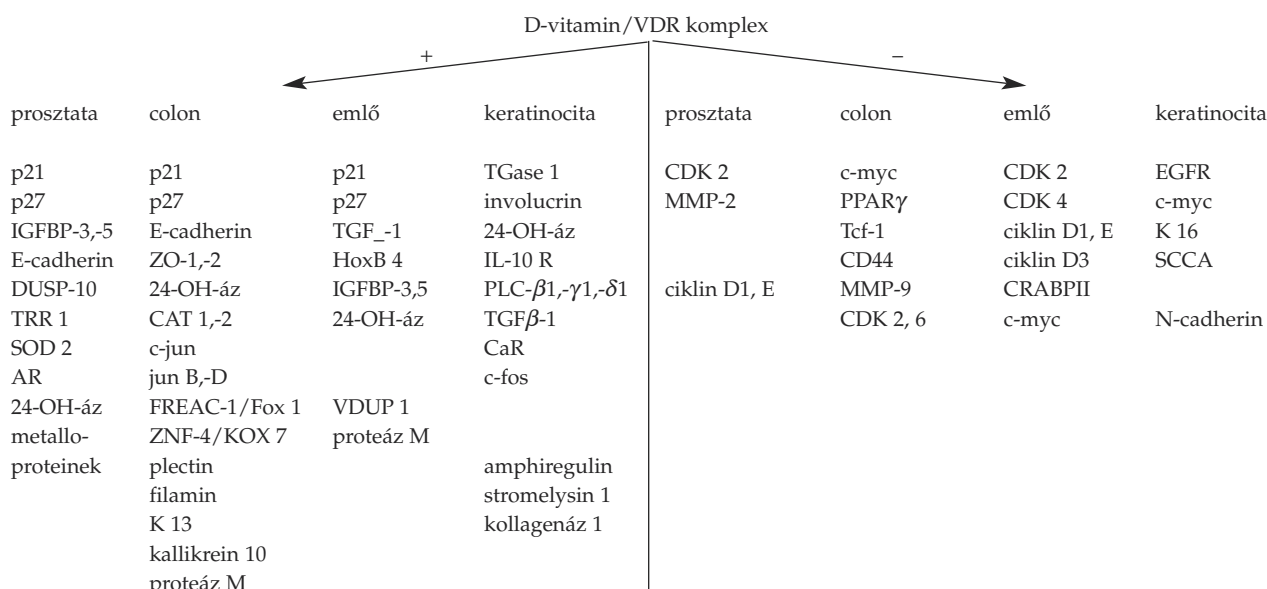 D-vitamin/VDR komplex
+ –
prosztata colon emlő keratinocita prosztata colon emlő keratinocita
p21 p21 p21 TGase 1 CDK 2 c-myc CDK 2 EGFR
p27 p27 p27 involucrin MMP-2 PPARγ CDK 4 c-myc
IGFBP-3,-5 E-cadherin TGF_-1 24-OH-áz Tcf-1 ciklin D1, E K 16
E-cadherin ZO-1,-2 HoxB 4 IL-10 R CD44 ciklin D3 SCCA
DUSP-10 24-OH-áz IGFBP-3,5 PLC-β1,-γ1,-δ1 ciklin D1, E MMP-9 CRABPII
TRR 1 CAT 1,-2 24-OH-áz TGFβ-1 CDK 2, 6 c-myc N-cadherin
SOD 2 c-jun CaR
AR jun B,-D c-fos
24-OH-áz FREAC-1/Fox 1 VDUP 1
metallo- ZNF-4/KOX 7 proteáz M
proteinek plectin amphiregulin
filamin stromelysin 1
K 13 kollagenáz 1
kallikrein 10
proteáz M